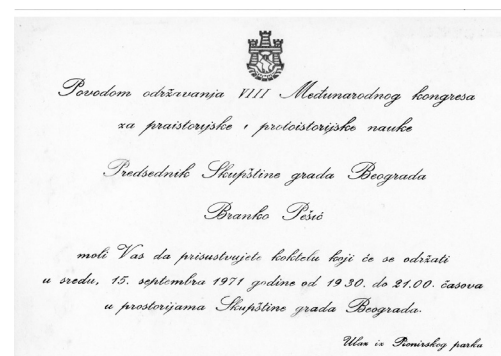 Povodom održavanja VIII Međunarodnog kongresa
za praistorijske i protoistorijske nauke
Predsednik Skupštine grada Beograda
Branko Pešić
moli Vas da prisustvujete koktelu koji će se održati
u sredu, 15. septembra 1971 godine od 19 30. do 21.00. časova
u prostorijama Skupštine grada Beograda.
Ulaz iz Pionirskog parka